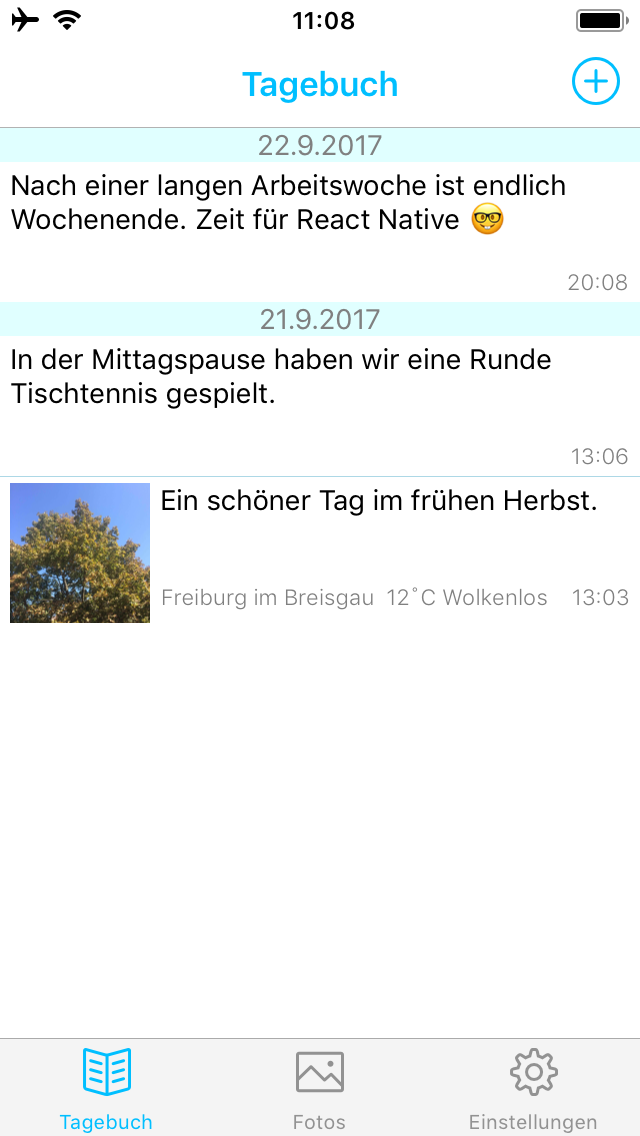 11:08
Tagebuch
22.9.2017
Nach einer langen Arbeitswoche ist endlich
Wochenende. Zeit für React Native 🤓
20:08
21.9.2017
In der Mittagspause haben wir eine Runde
Tischtennis gespielt.
13:06
Ein schöner Tag im frühen Herbst.
Freiburg im Breisgau 12°C Wolkenlos 13:03
Tagebuch Fotos Einstellungen